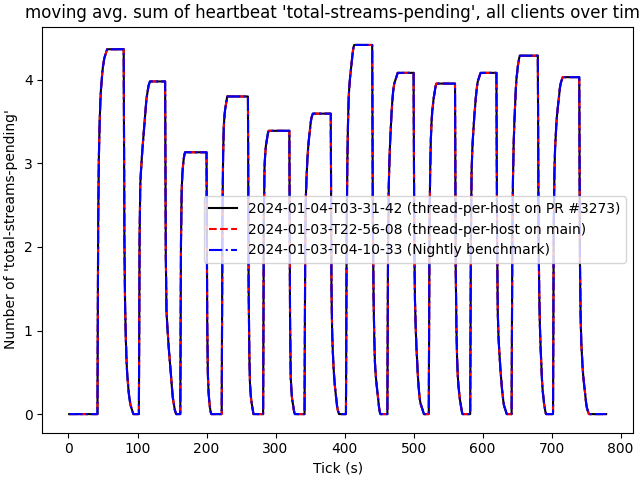 moving avg. sum of heartbeat 'total-streams-pending', all clients over tim
Number of 'total-streams-pending'
4
3
2
1
0
2024-01-04-T03-31-42 (thread-per-host on PR #3273)
2024-01-03-T22-56-08 (thread-per-host on main)
2024-01-03-T04-10-33 (Nightly benchmark)
0 100 200 300 400 500 600 700 800
Tick (s)